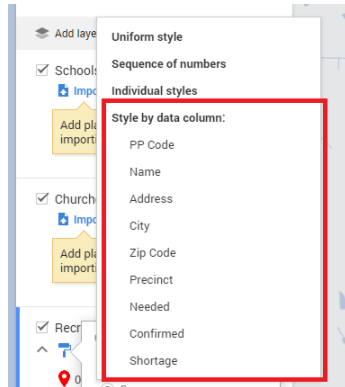 Add laye
Schools
Impo
Add pla
importi
Church
Impo
Add pla
importi
Recr
Uniform style
Sequence of numbers
Individual styles
Style by data column:
PP Code
Name
Address
City
Zip Code
Precinct
Needed
Confirmed
Shortage